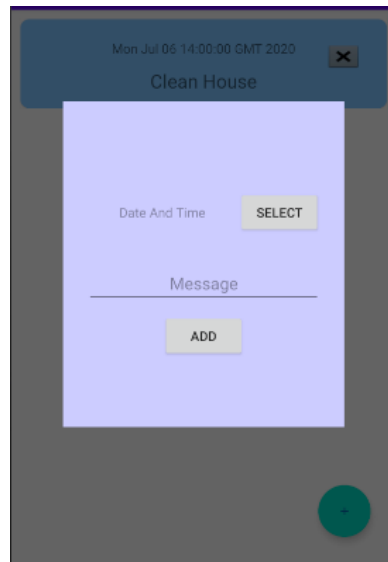 Mon Jul 06 14:00:00 GMT 2020
Clean House
Date And Time
SELECT
Message
ADD
+